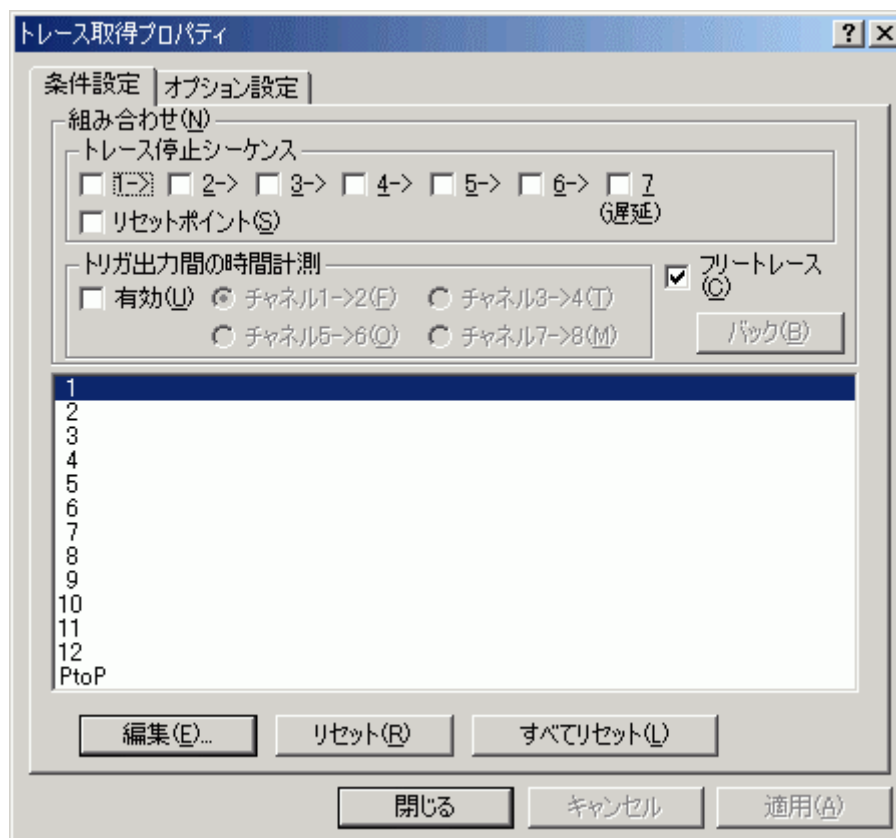 トレース取得プロパティ
条件設定 オプション設定
組み合わせ(N)
トレース停止シーケンス
1-> 2-> 3-> 4-> 5-> 6-> 7
(遅延)
リセットポイント(S)
トリガ出力間の時間計測
有効(U) チャネル1->2(F) チャネル3->4(T)
チャネル5->6(O) チャネル7->8(M)
フリートレース
(C)
バック(B)
1
2
3
4
5
6
7
8
9
10
11
12
PtoP
編集(E)... リセット(R) すべてリセット(L)
閉じる キャンセル 適用(A)